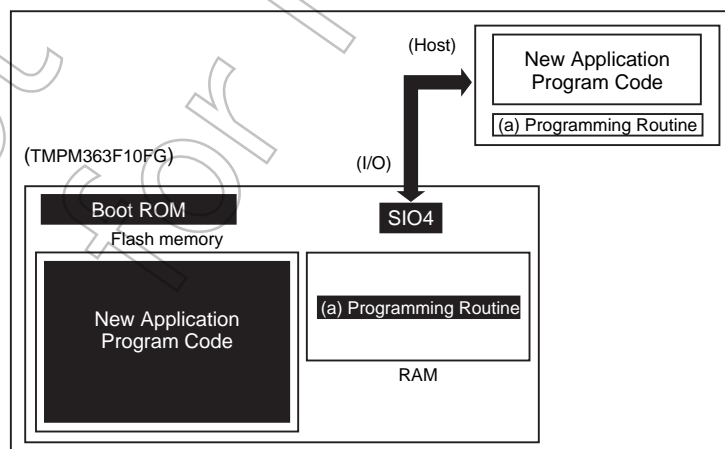 (Host)
New Application
Program Code
(a) Programming Routine
(TMPM363F10FG)
(I/O)
Boot ROM
SIO4
Flash memory
New Application
Program Code
(a) Programming Routine
RAM